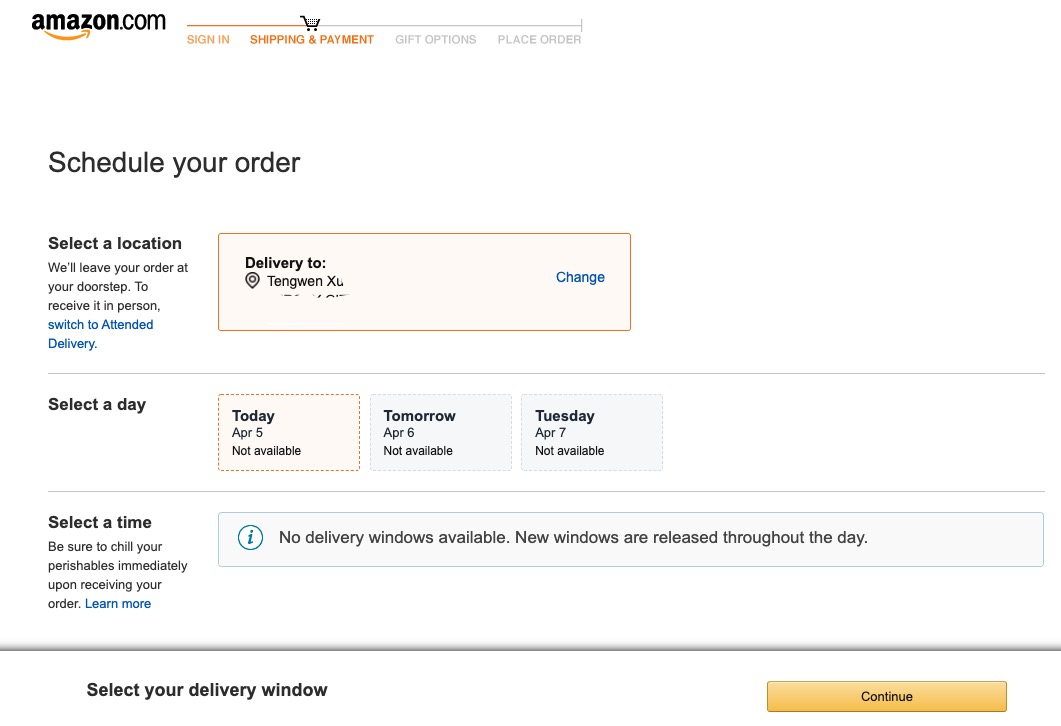 amazon.com
SIGN IN SHIPPING & PAYMENT GIFT OPTIONS PLACE ORDER
Schedule your order
Select a location
We'll leave your order at
your doorstep. To
receive it in person,
switch to Attended
Delivery.
Delivery to:
Tengwen Xu
Change
Select a day
Today
Apr 5
Not available
Tomorrow
Apr 6
Not available
Tuesday
Apr 7
Not available
Select a time
Be sure to chill your
perishables immediately
upon receiving your
order. Learn more
i No delivery windows available. New windows are released throughout the day.
Select your delivery window
Continue